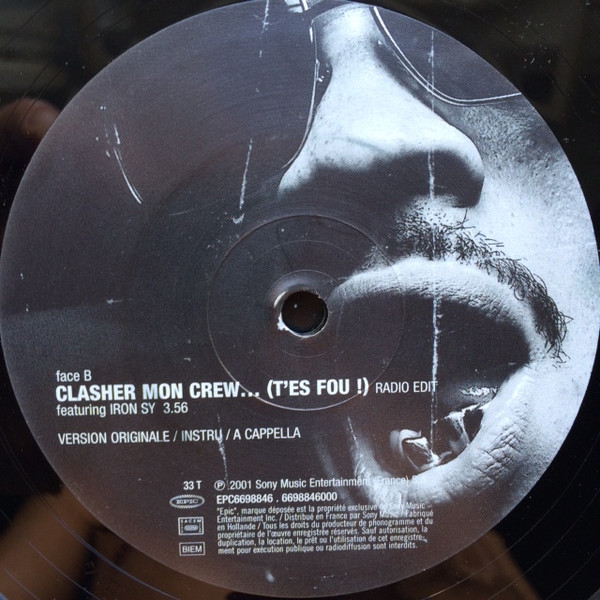 face B
CLASHER MON CREW... (T'ES FOU !) RADIO EDIT
featuring IRON SY 3.56
VERSION ORIGINALE / INSTRU / A CAPPELLA
33 T ℗ 2001 Sony Music Entertainment (France)
EPIC EPC6698846 . 6698846000
"Epic", marque déposée est la propriété exclusive Sony Music
Entertainment Inc. / Distribué en France par Sony Music / Fabriqué
en Hollande / Tous les droits du producteur de phonogramme et du
propriétaire de l'œuvre enregistrée réservés. Sauf autorisation, la
duplication, la location, le prêt ou l'utilisation de cet enregistre-
ment pour exécution publique ou radiodiffusion sont interdits.
SACEM
BIEM